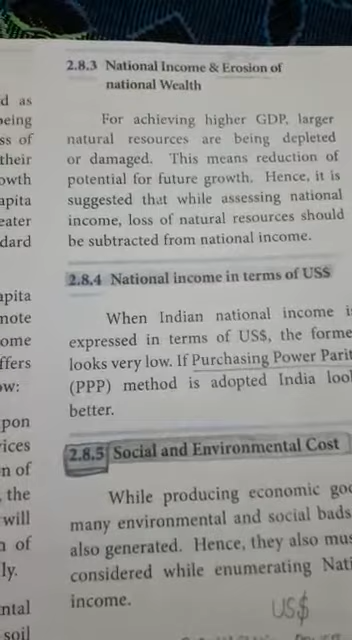 d as
being
ss of
their
owth
apita
eater
dard
apita
note
ome
ffers
ow:
pon
vices
n of
, the
will
n of
ly.
ntal
soil
2.8.3 National Income & Erosion of
national Wealth
For achieving higher GDP, larger
natural resources are being depleted
or damaged. This means reduction of
potential for future growth. Hence, it is
suggested that while assessing national
income, loss of natural resources should
be subtracted from national income.
2.8.4 National income in terms of US$
When Indian national income is
expressed in terms of US$, the forme
looks very low. If Purchasing Power Parit
(PPP) method is adopted India loo
better.
2.8.5 Social and Environmental Cost
While producing economic goo
many environmental and social bads
also generated. Hence, they also mus
considered while enumerating Nati
income.
US$